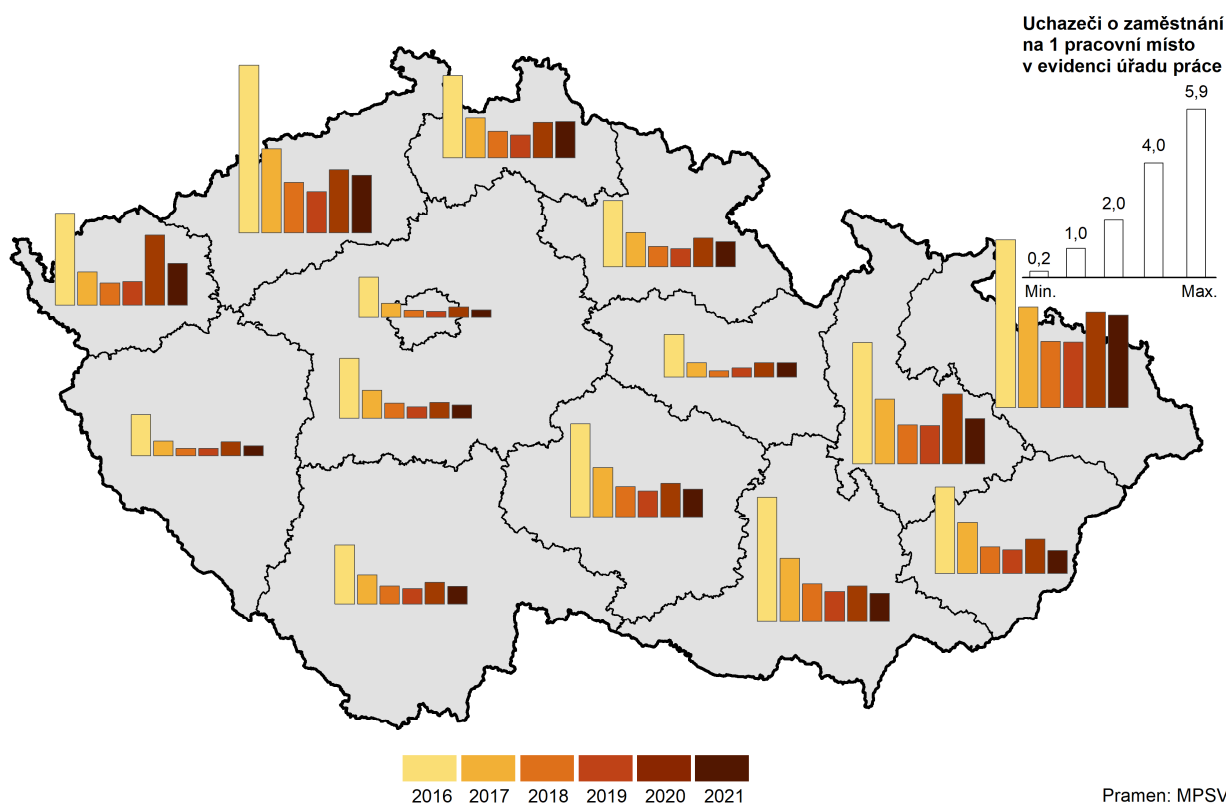 Uchazeči o zaměstnání
na 1 pracovní místo
v evidenci úřadu práce
5,9
4,0
2,0
1,0
0,2
Min.
Max.
2016 2017 2018 2019 2020 2021
Pramen: MPSV